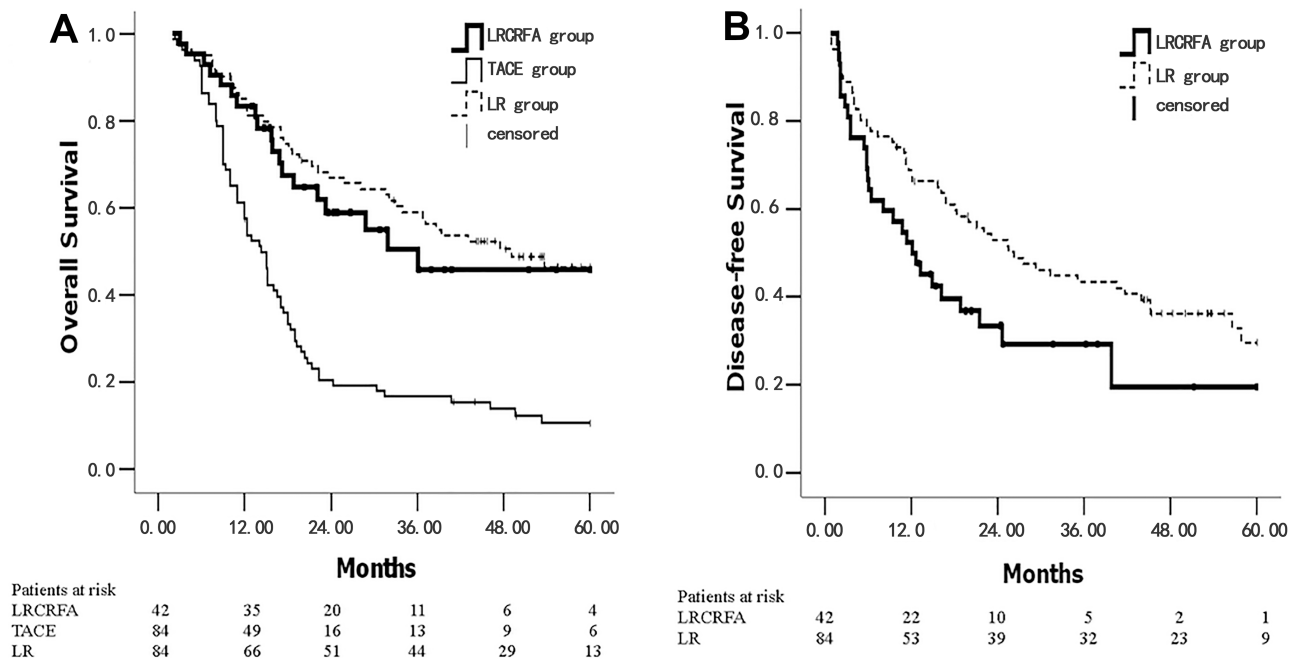 A
Overall Survival
1.0
0.8
0.6
0.4
0.2
0.0
LRCRFA group
TACE group
LR group
censored
0.00 12.00 24.00 36.00 48.00 60.00
Months
Patients at risk
LRCRFA 42 35 20 11 6 4
TACE 84 49 16 13 9 6
LR 84 66 51 44 29 13
B
Disease-free Survival
1.0
0.8
0.6
0.4
0.2
0.0
LRCRFA group
LR group
censored
0.00 12.0 24.00 36.00 48.00 60.00
Months
Patients at risk
LRCRFA 42 22 10 5 2 1
LR 84 53 39 32 23 9